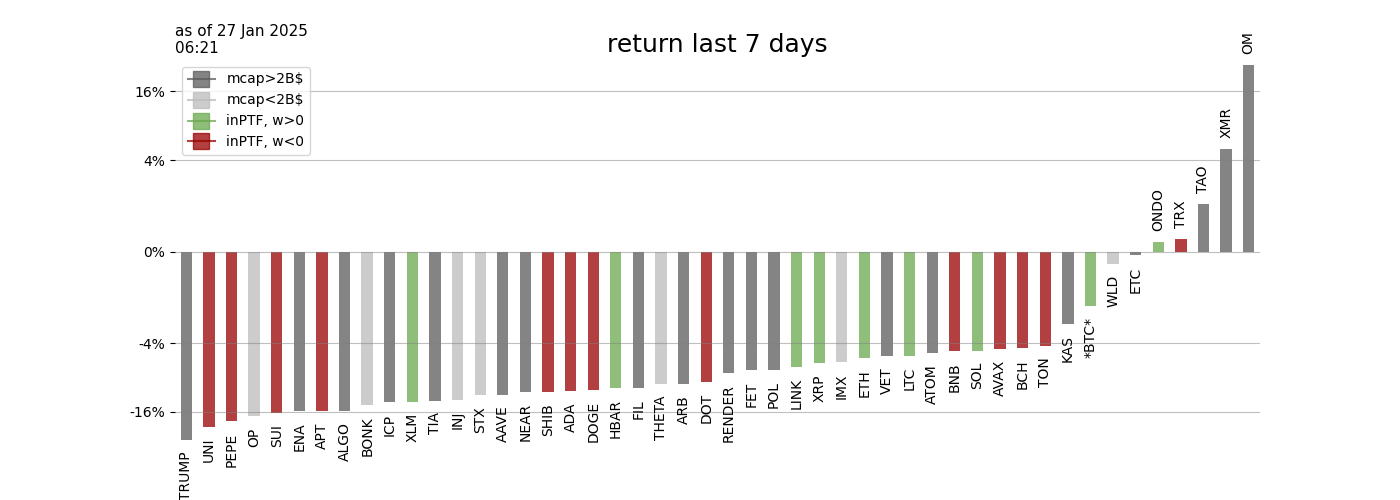 as of 27 Jan 2025
06:21
return last 7 days
mcap>2B$
mcap<2B$
inPTF, w>0
inPTF, w<0
16%
4%
0%
-4%
-16%
TRUMP
UNI
PEPE
OP
SUI
ENA
APT
ALGO
BONK
ICP
XLM
TIA
INJ
STX
AAVE
NEAR
SHIB
ADA
DOGE
HBAR
FIL
THETA
ARB
DOT
RENDER
FET
POL
LINK
XRP
IMX
ETH
VET
LTC
ATOM
BNB
SOL
AVAX
BCH
TON
KAS
*BTC*
WLD
ETC
ONDO
TRX
TAO
XMR
OM